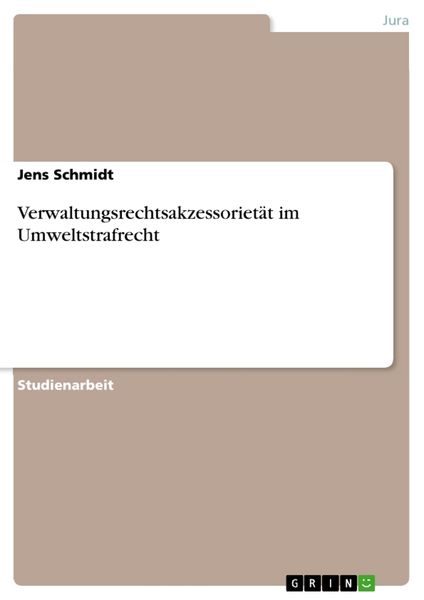 Jura
Jens Schmidt
Verwaltungsrechtsakzessorietät im
Umweltstrafrecht
Studienarbeit
GRIN